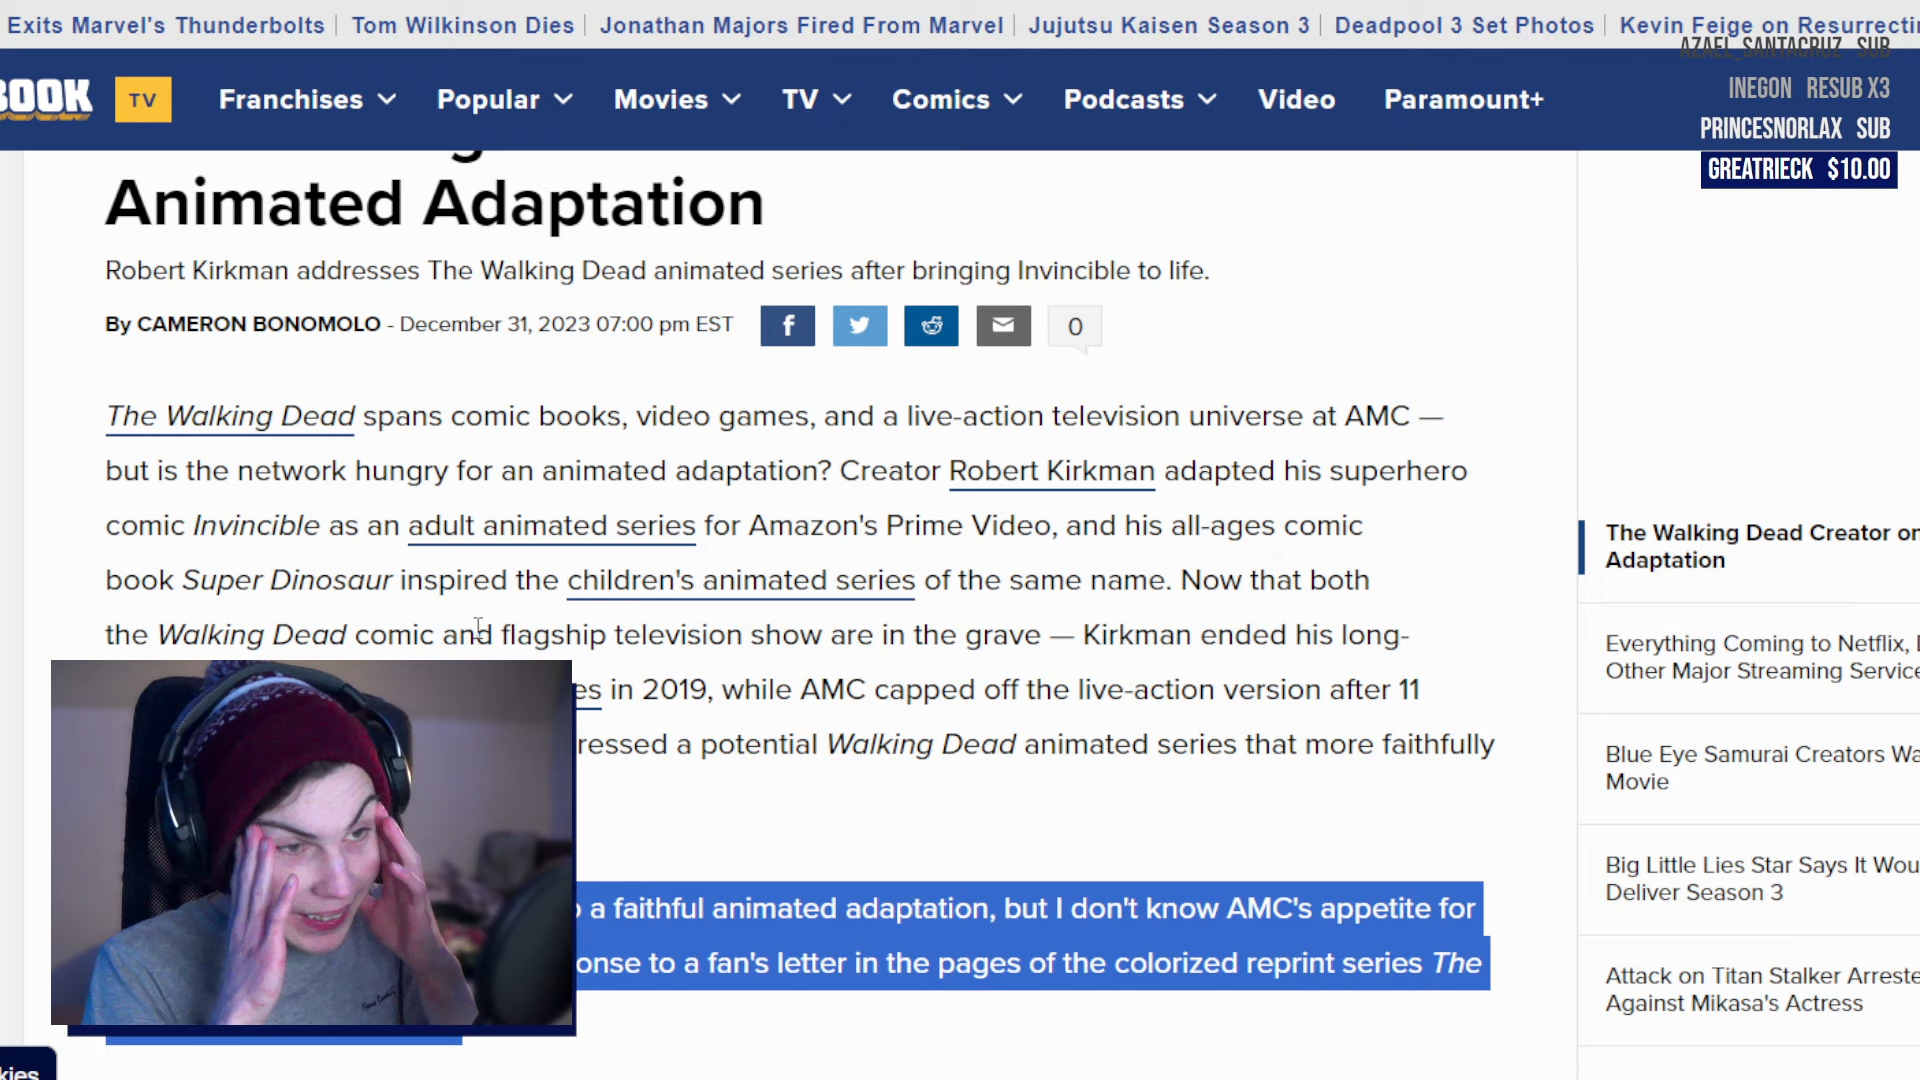 Exits Marvel's Thunderbolts | Tom Wilkinson Dies | Jonathan Majors Fired From Marvel | Jujutsu Kaisen Season 3 | Deadpool 3 Set Photos | Kevin Feige on
AZAEL_SANTACRUZ SUB
BOOK TV Franchises Popular Movies TV Comics Podcasts Video Paramount+
INEGON RESUB X3
PRINCESNORLAX SUB
GREATRIECK $10.00
Animated Adaptation
Robert Kirkman addresses The Walking Dead animated series after bringing Invincible to life.
By CAMERON BONOMOLO - December 31, 2023 07:00 pm EST
0
The Walking Dead spans comic books, video games, and a live-action television universe at AMC —
but is the network hungry for an animated adaptation? Creator Robert Kirkman adapted his superhero
comic Invincible as an adult animated series for Amazon's Prime Video, and his all-ages comic
book Super Dinosaur inspired the children's animated series of the same name. Now that both
the Walking Dead comic and flagship television show are in the grave — Kirkman ended his long-
es in 2019, while AMC capped off the live-action version after 11
ressed a potential Walking Dead animated series that more faithfully
a faithful animated adaptation, but I don't know AMC's appetite for
onse to a fan's letter in the pages of the colorized reprint series The
kies
The Walking Dead Creator on
Adaptation
Everything Coming to Netflix,
Other Major Streaming Service
Blue Eye Samurai Creators Wa
Movie
Big Little Lies Star Says It Wou
Deliver Season 3
Attack on Titan Stalker Arreste
Against Mikasa's Actress